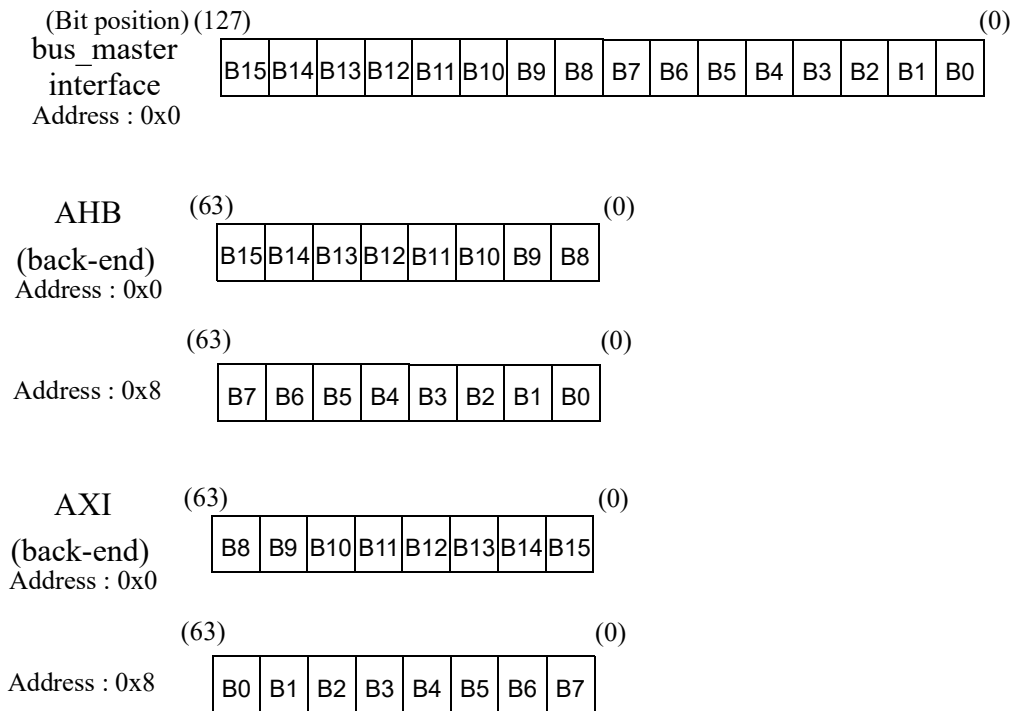 (Bit position) (127) (0)
bus_master
interface
Address : 0x0
B15 B14 B13 B12 B11 B10 B9 B8 B7 B6 B5 B4 B3 B2 B1 B0
AHB
(back-end)
Address : 0x0
(63) (0)
B15 B14 B13 B12 B11 B10 B9 B8
(63) (0)
Address : 0x8
B7 B6 B5 B4 B3 B2 B1 B0
AXI
(back-end)
Address : 0x0
(63) (0)
B8 B9 B10 B11 B12 B13 B14 B15
(63) (0)
Address : 0x8
B0 B1 B2 B3 B4 B5 B6 B7